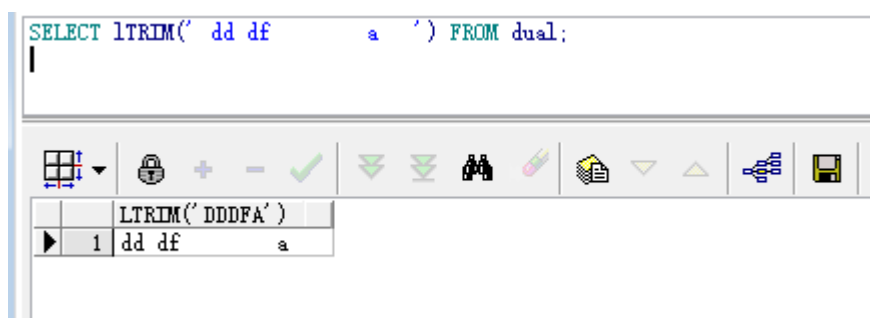 SELECT lTRIM(' dd df        a   ') FROM dual;
LTRIM('DDDFA')
1 dd df        a